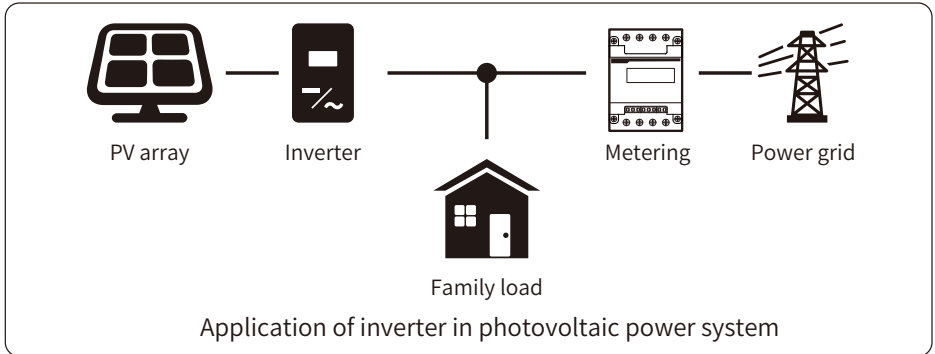 PV array
Inverter
Metering
Power grid
Family load
Application of inverter in photovoltaic power system